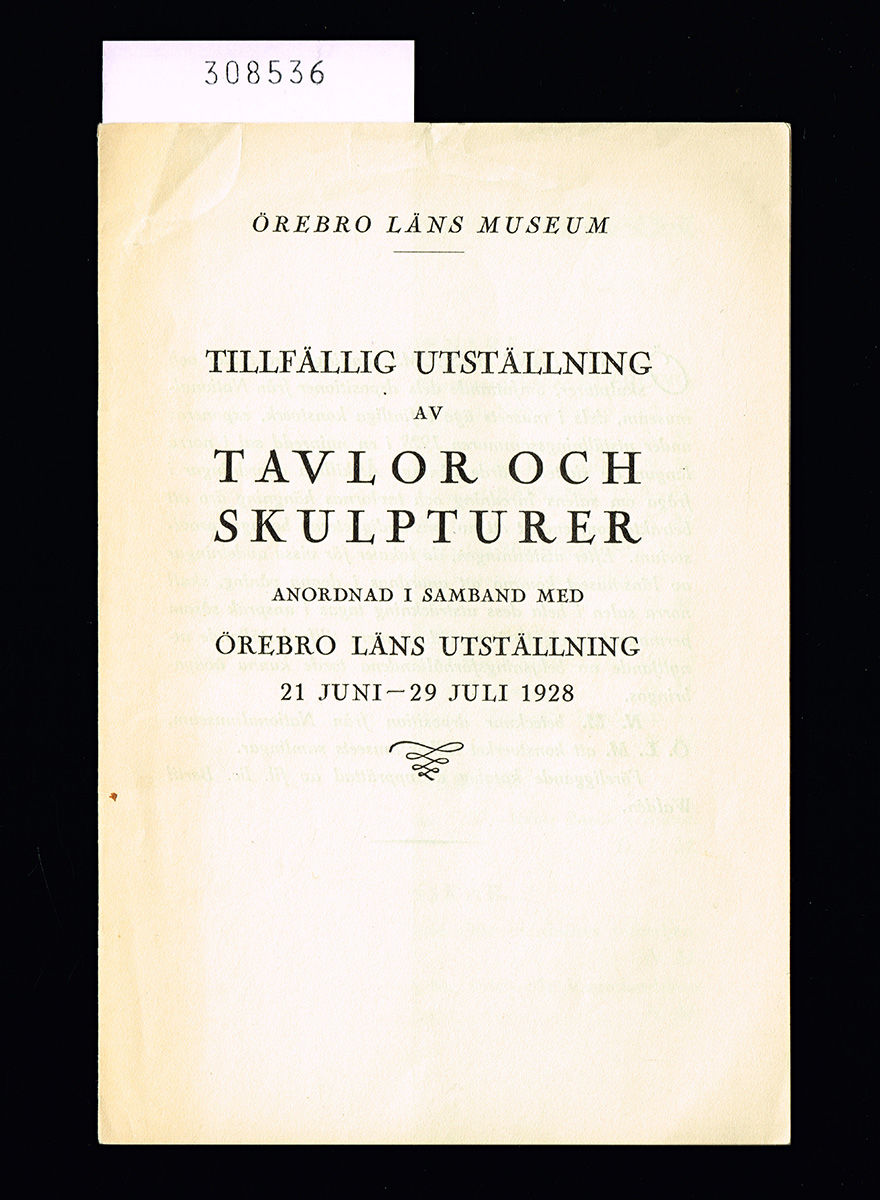 308536
ÖREBRO LÄNS MUSEUM
TILLFÄLLIG UTSTÄLLNING
AV
TAVLOR OCH
SKULPTURER
ANORDNAD I SAMBAND MED
ÖREBRO LÄNS UTSTÄLLNING
21 JUNI—29 JULI 1928